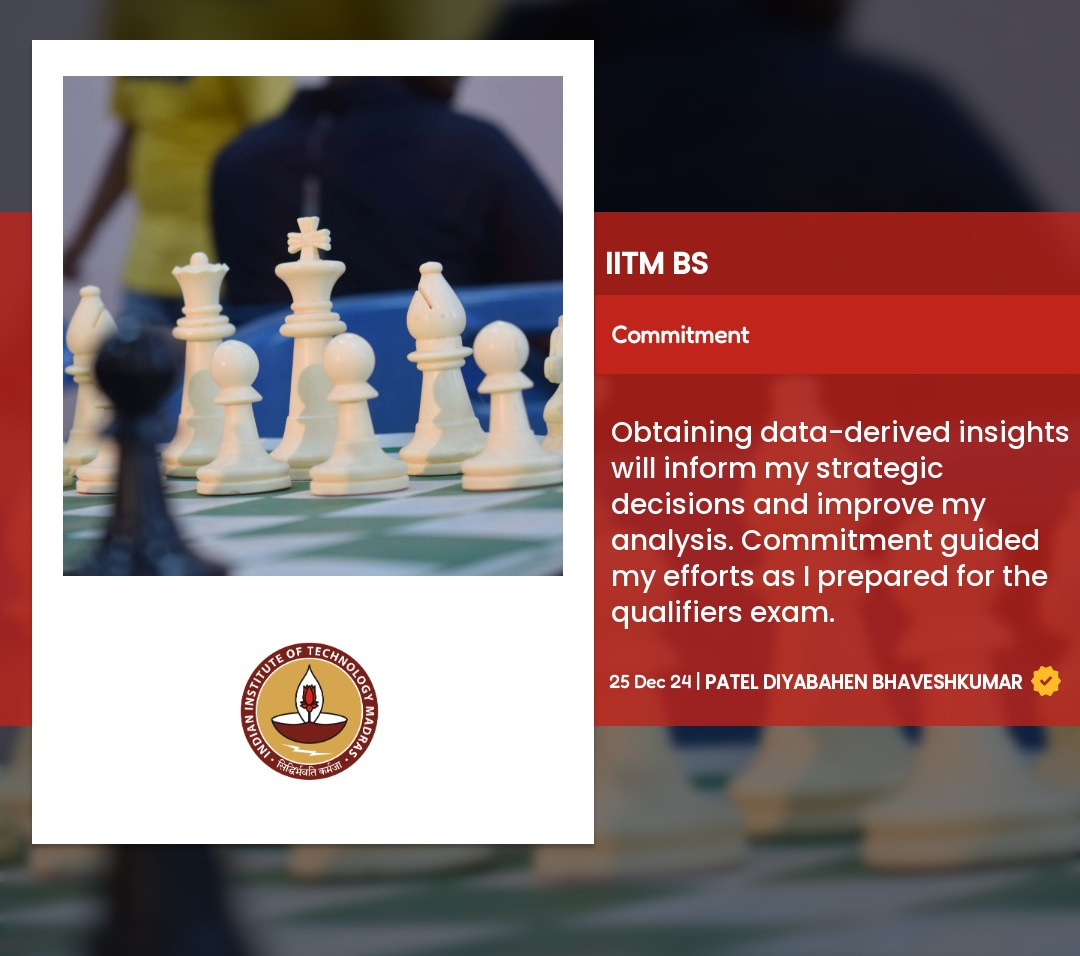 IITM BS
Commitment
Obtaining data-derived insights
will inform my strategic
decisions and improve my
analysis. Commitment guided
my efforts as I prepared for the
qualifiers exam.
25 Dec 24 | PATEL DIYABAHEN BHAVESHKUMAR
INDIAN INSTITUTE OF TECHNOLOGY MADRAS
सिद्धिर्भवति कर्मजा